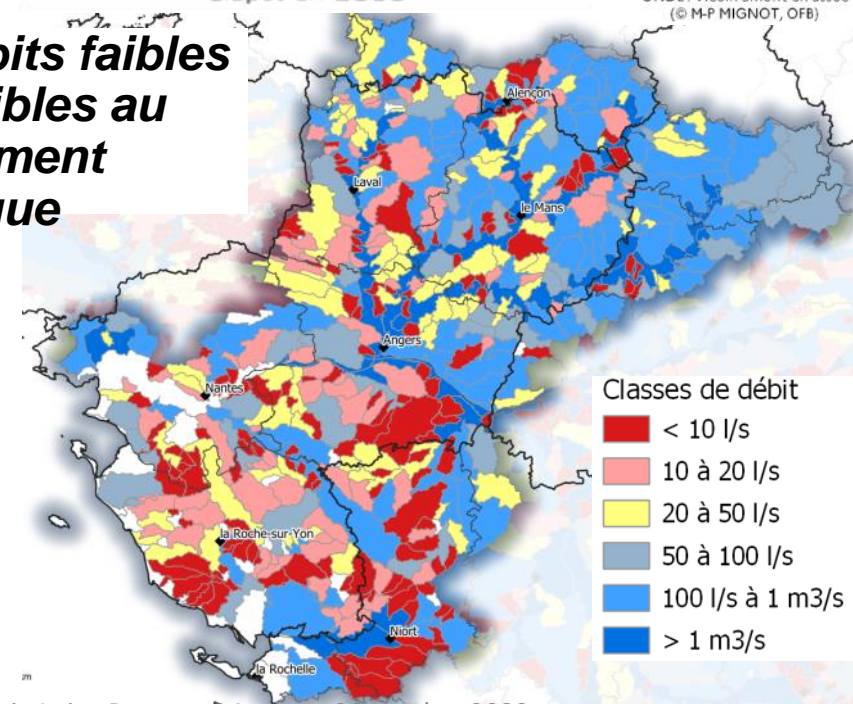 (© M-P MIGNOT, OFB)
bits faibles
ibles au
ment
ue
Alençon
Laval
le Mans
Angers
Nantes
la Roche-sur-Yon
Niort
la Rochelle
Classes de débit
< 10 l/s
10 à 20 l/s
20 à 50 l/s
50 à 100 l/s
100 l/s à 1 m3/s
> 1 m3/s